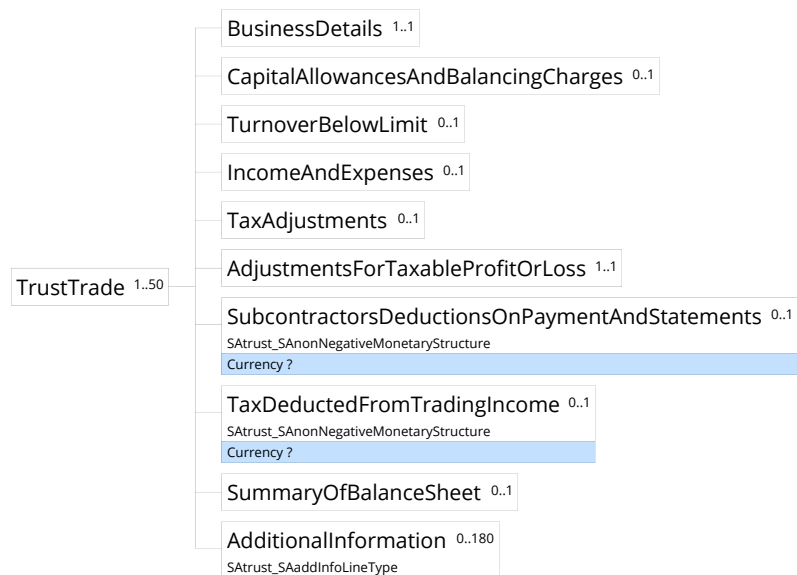 BusinessDetails 1..1
CapitalAllowancesAndBalancingCharges 0..1
TurnoverBelowLimit 0..1
IncomeAndExpenses 0..1
TaxAdjustments 0..1
AdjustmentsForTaxableProfitOrLoss 1..1
TrustTrade 1..50
SubcontractorsDeductionsOnPaymentAndStatements 0..1
SAtrust_SAnonNegativeMonetaryStructure
Currency ?
TaxDeductedFromTradingIncome 0..1
SAtrust_SAnonNegativeMonetaryStructure
Currency ?
SummaryOfBalanceSheet 0..1
AdditionalInformation 0..180
SAtrust_SAaddInfoLineType